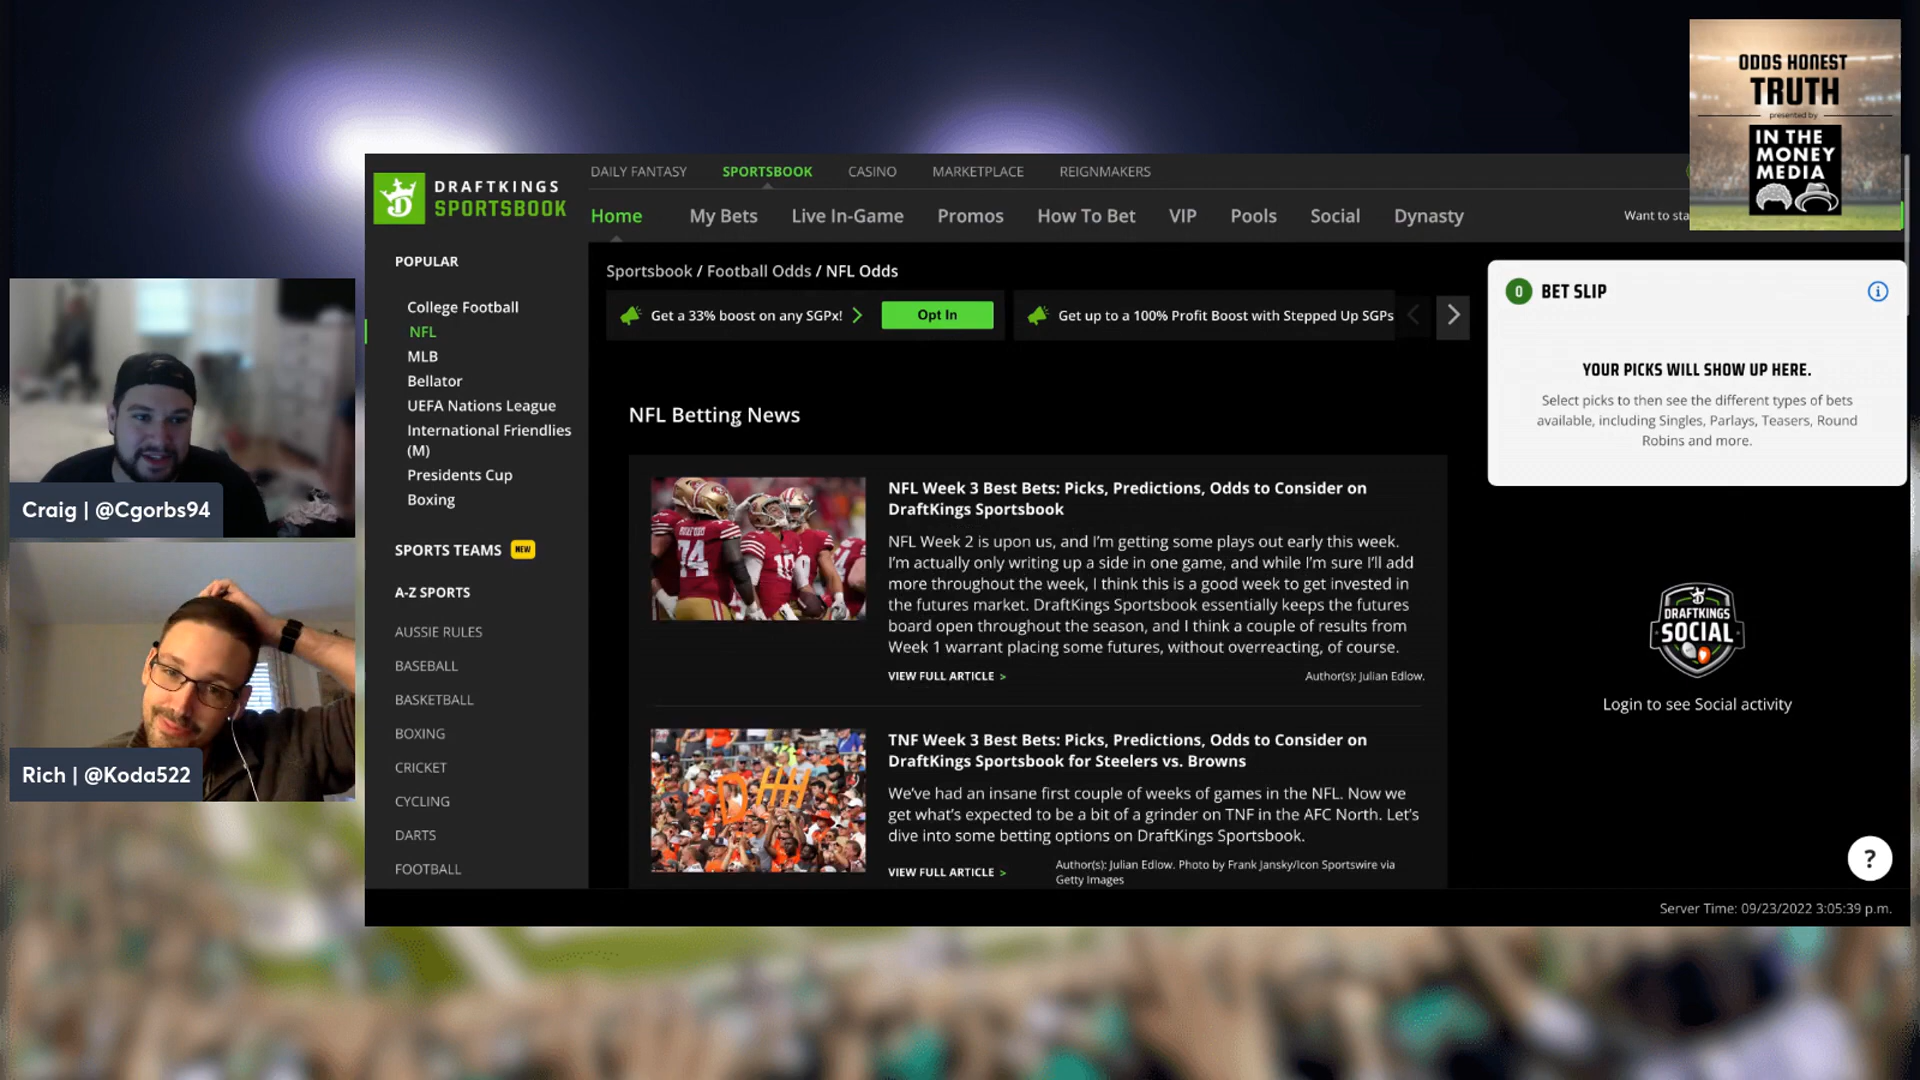 ODDS HONEST
TRUTH
presented by
IN THE
MONEY
MEDIA
DRAFTKINGS
SPORTSBOOK
DAILY FANTASY
SPORTSBOOK
CASINO
MARKETPLACE
REIGNMAKERS
Home
My Bets
Live In-Game
Promos
How To Bet
VIP
Pools
Social
Dynasty
Want to sta
POPULAR
College Football
NFL
MLB
Bellator
UEFA Nations League
International Friendlies
(M)
Presidents Cup
Boxing
SPORTS TEAMS NEW
A-Z SPORTS
AUSSIE RULES
BASEBALL
BASKETBALL
BOXING
CRICKET
CYCLING
DARTS
FOOTBALL
Craig | @Cgorbs94
Rich | @Koda522
Sportsbook / Football Odds / NFL Odds
Get a 33% boost on any SGPx!
Opt In
Get up to a 100% Profit Boost with Stepped Up SGPs
NFL Betting News
NFL Week 3 Best Bets: Picks, Predictions, Odds to Consider on
DraftKings Sportsbook
NFL Week 2 is upon us, and I'm getting some plays out early this week.
I'm actually only writing up a side in one game, and while I'm sure I'll add
more throughout the week, I think this is a good week to get invested in
the futures market. DraftKings Sportsbook essentially keeps the futures
board open throughout the season, and I think a couple of results from
Week 1 warrant placing some futures, without overreacting, of course.
VIEW FULL ARTICLE >
Author(s): Julian Edlow.
74
10
TNF Week 3 Best Bets: Picks, Predictions, Odds to Consider on
DraftKings Sportsbook for Steelers vs. Browns
We've had an insane first couple of weeks of games in the NFL. Now we
get what's expected to be a bit of a grinder on TNF in the AFC North. Let's
dive into some betting options on DraftKings Sportsbook.
VIEW FULL ARTICLE >
Author(s): Julian Edlow. Photo by Frank Jansky/Icon Sportswire via
Getty Images
0 BET SLIP
YOUR PICKS WILL SHOW UP HERE.
Select picks to then see the different types of bets
available, including Singles, Parlays, Teasers, Round
Robins and more.
DRAFTKINGS
SOCIAL
Login to see Social activity
?
Server Time: 09/23/2022 3:05:39 p.m.